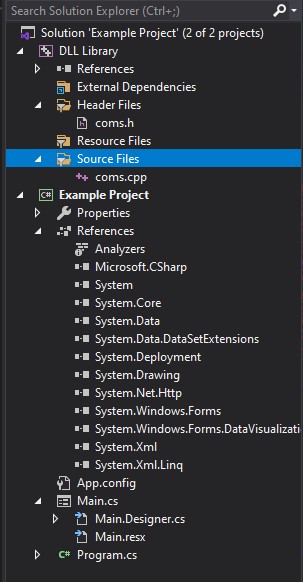 Search Solution Explorer (Ctrl+;)
Solution 'Example Project' (2 of 2 projects)
DLL Library
References
External Dependencies
Header Files
coms.h
Resource Files
Source Files
coms.cpp
C# Example Project
Properties
References
Analyzers
Microsoft.CSharp
System
System.Core
System.Data
System.Data.DataSetExtensions
System.Deployment
System.Drawing
System.Net.Http
System.Windows.Forms
System.Windows.Forms.DataVisualizati
System.Xml
System.Xml.Linq
App.config
Main.cs
Main.Designer.cs
Main.resx
C# Program.cs